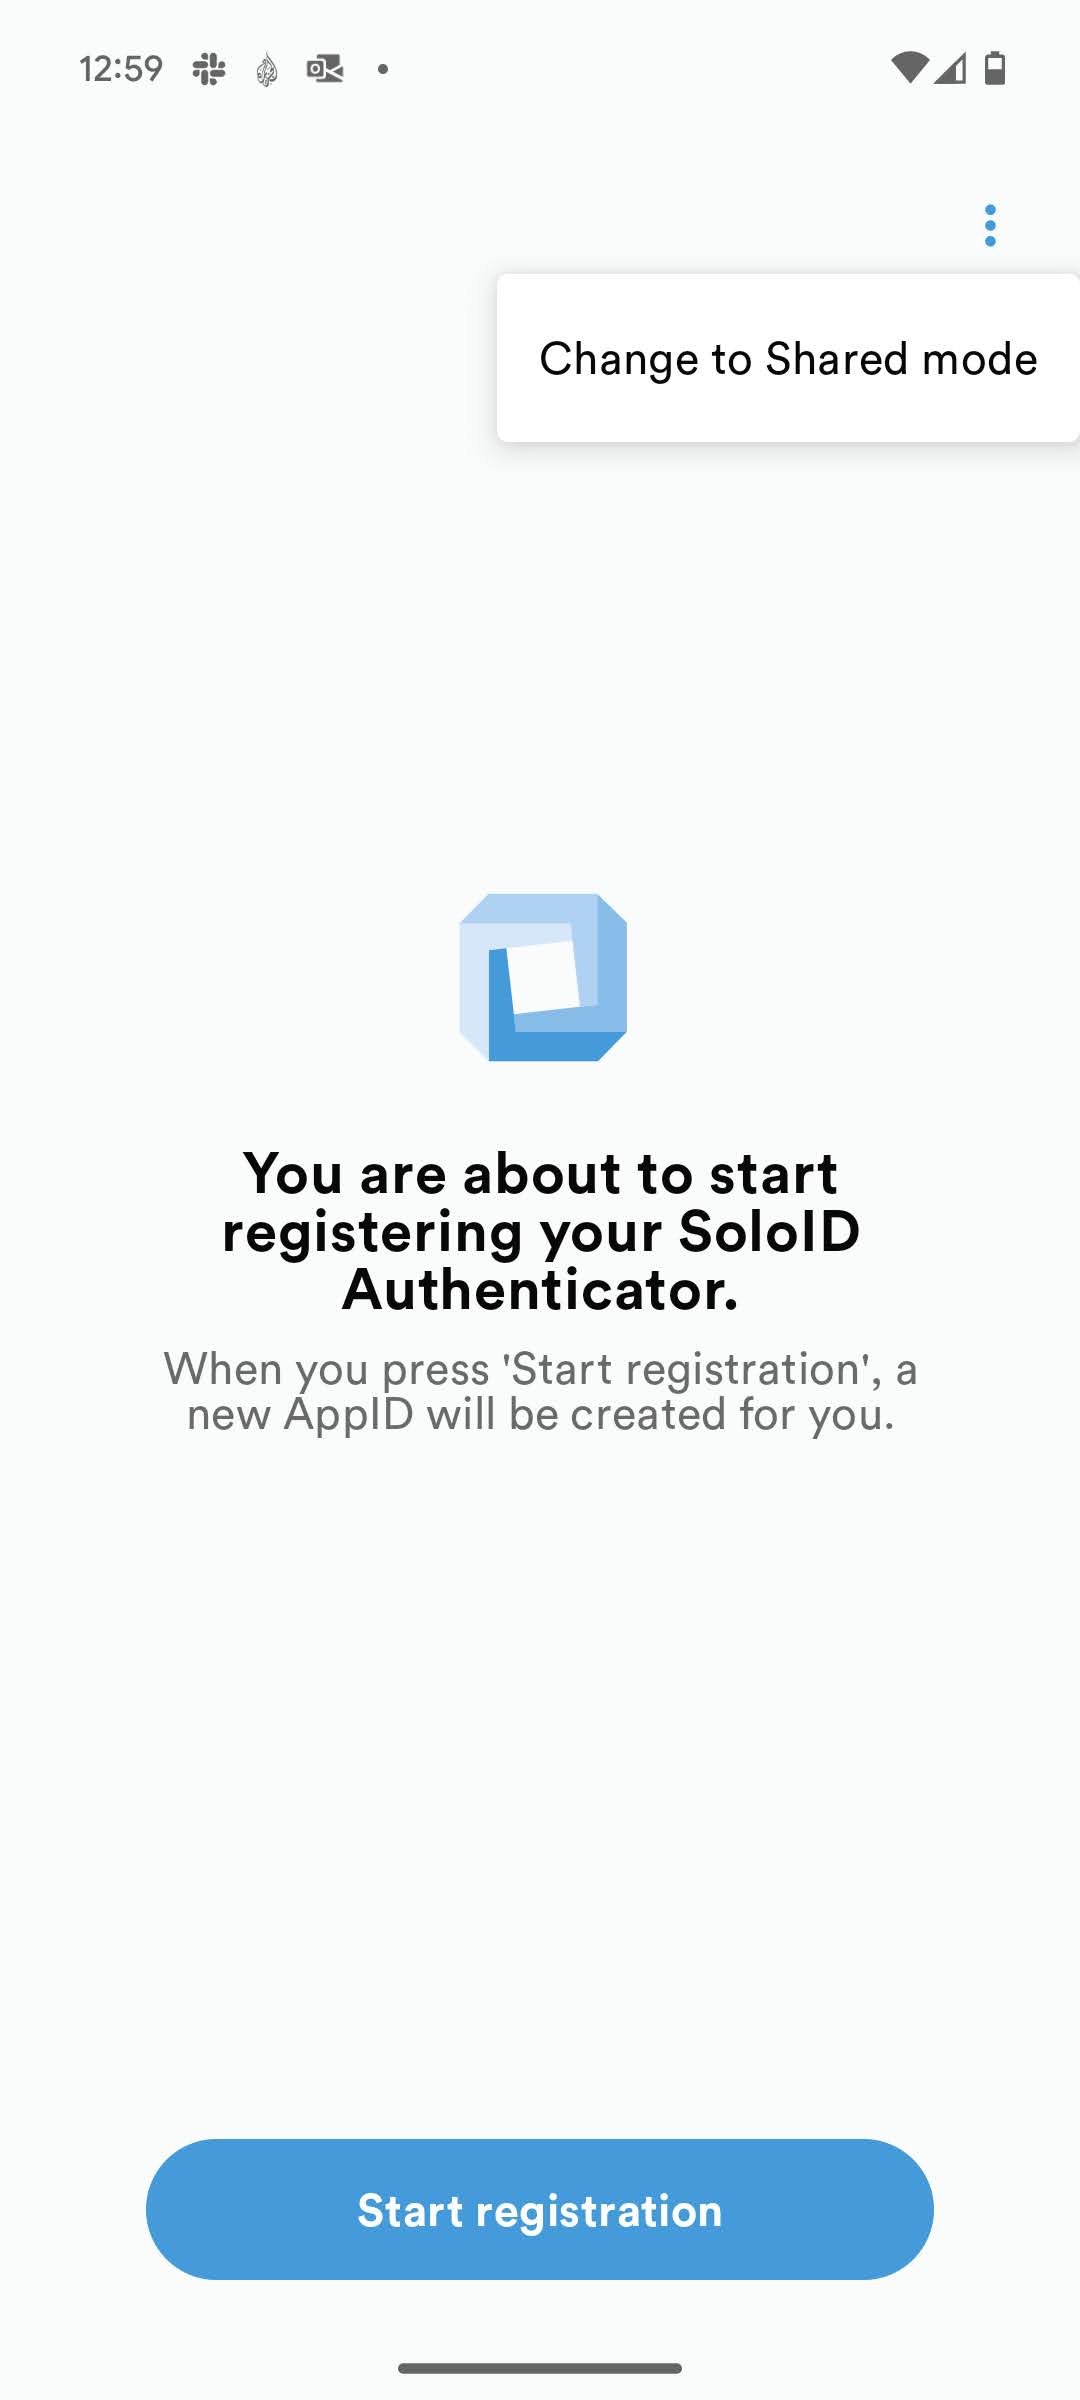 12:59
Change to Shared mode
You are about to start
registering your SoloID
Authenticator.
When you press 'Start registration', a
new AppID will be created for you.
Start registration